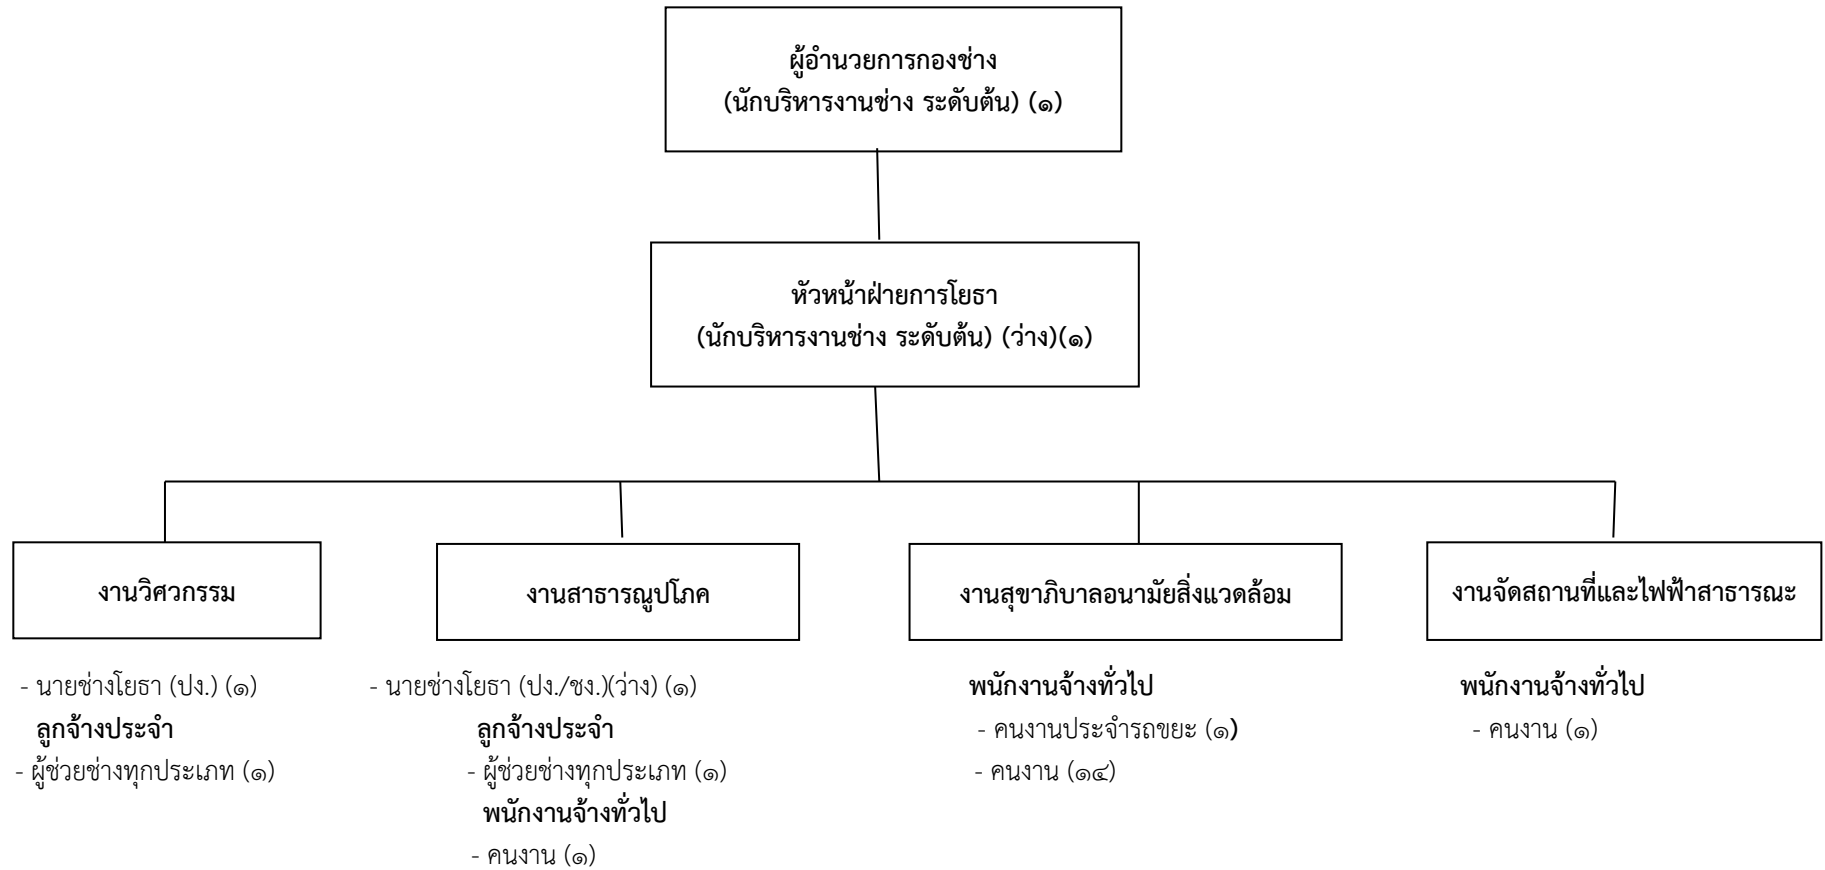 ผู้อำนวยการกองช่าง
(นักบริหารงานช่าง ระดับต้น) (๑)
หัวหน้าฝ่ายการโยธา
(นักบริหารงานช่าง ระดับต้น) (ว่าง)(๑)
งานวิศวกรรม
- นายช่างโยธา (ปง.) (๑)
ลูกจ้างประจำ
- ผู้ช่วยช่างทุกประเภท (๑)
งานสาธารณูปโภค
- นายช่างโยธา (ปง./ชง.)(ว่าง) (๑)
ลูกจ้างประจำ
- ผู้ช่วยช่างทุกประเภท (๑)
พนักงานจ้างทั่วไป
- คนงาน (๑)
งานสุขาภิบาลอนามัยสิ่งแวดล้อม
พนักงานจ้างทั่วไป
- คนงานประจำรถขยะ (๑)
- คนงาน (๑๔)
งานจัดสถานที่และไฟฟ้าสาธารณะ
พนักงานจ้างทั่วไป
- คนงาน (๑)